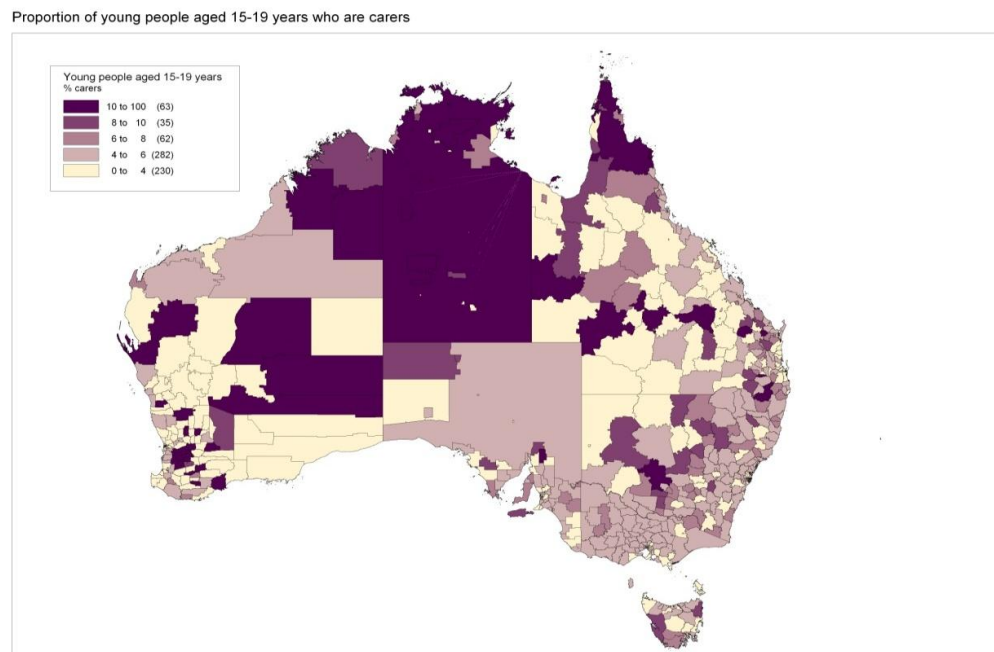 Proportion of young people aged 15-19 years who are carers
Young people aged 15-19 years
% carers
10 to 100 (63)
8 to 10 (35)
6 to 8 (62)
4 to 6 (282)
0 to 4 (230)